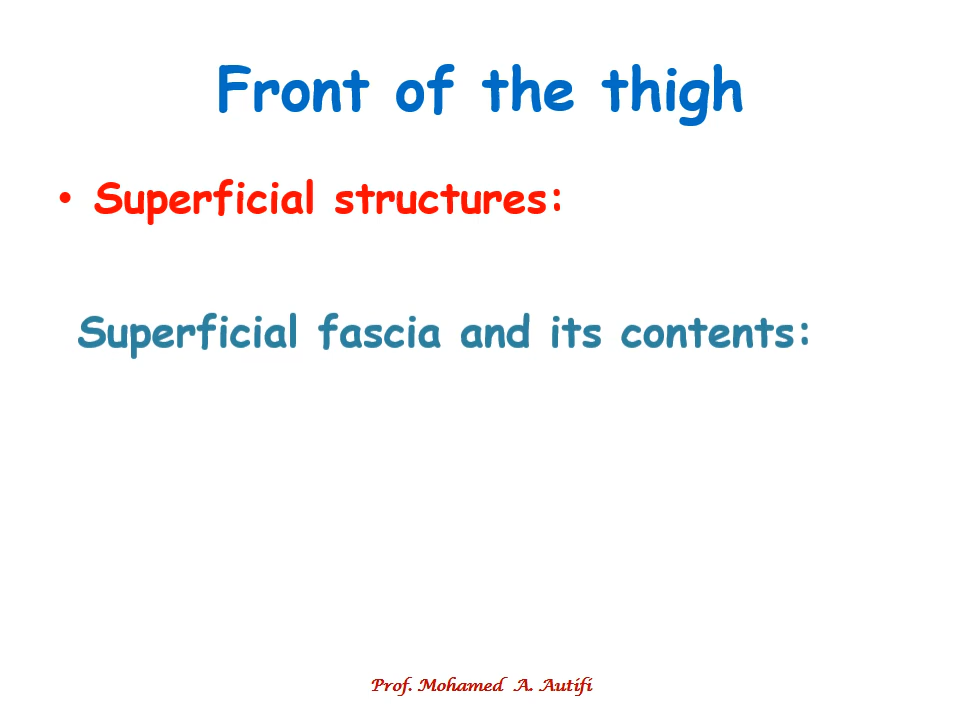 Front of the thigh
• Superficial structures:
Superficial fascia and its contents:
Prof. Mohamed A. Autifi